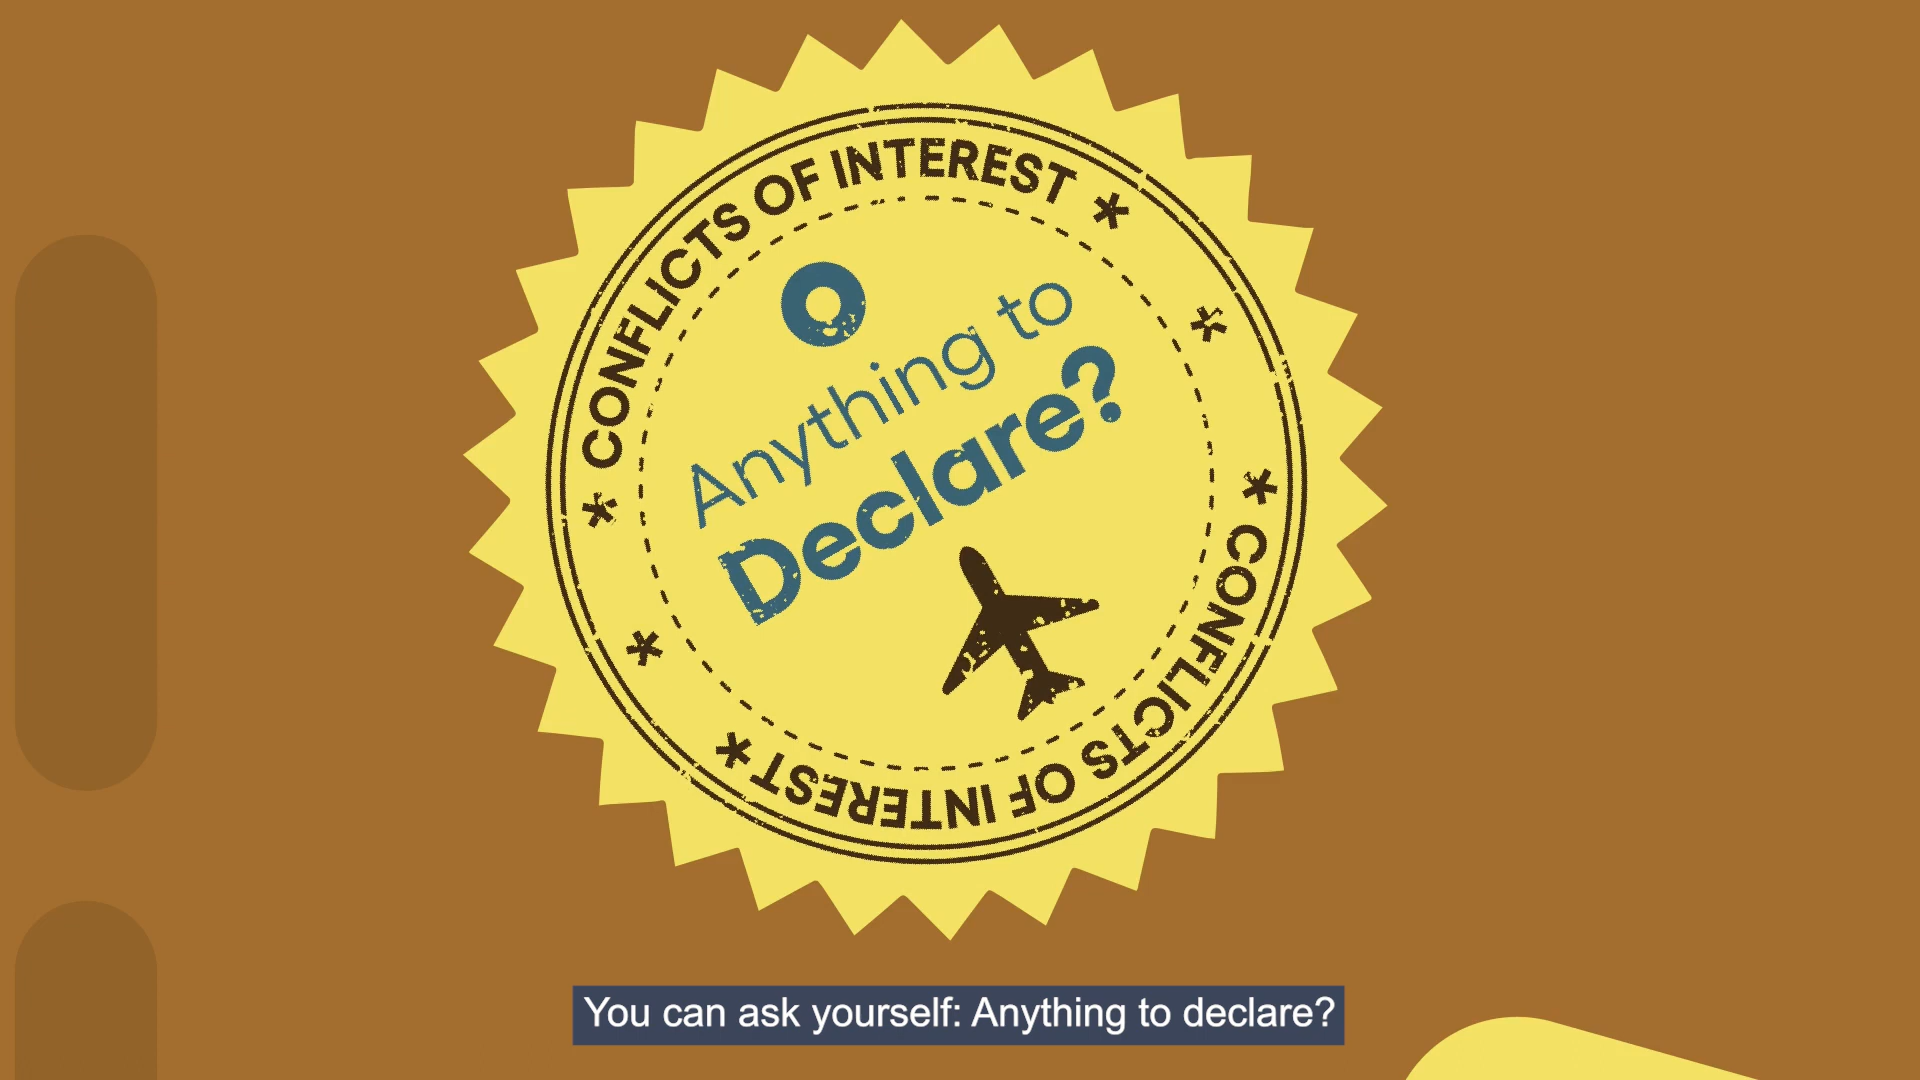 * CONFLICTS OF INTEREST *
Anything to
Declare?
* CONFLICTS OF INTEREST *
You can ask yourself: Anything to declare?